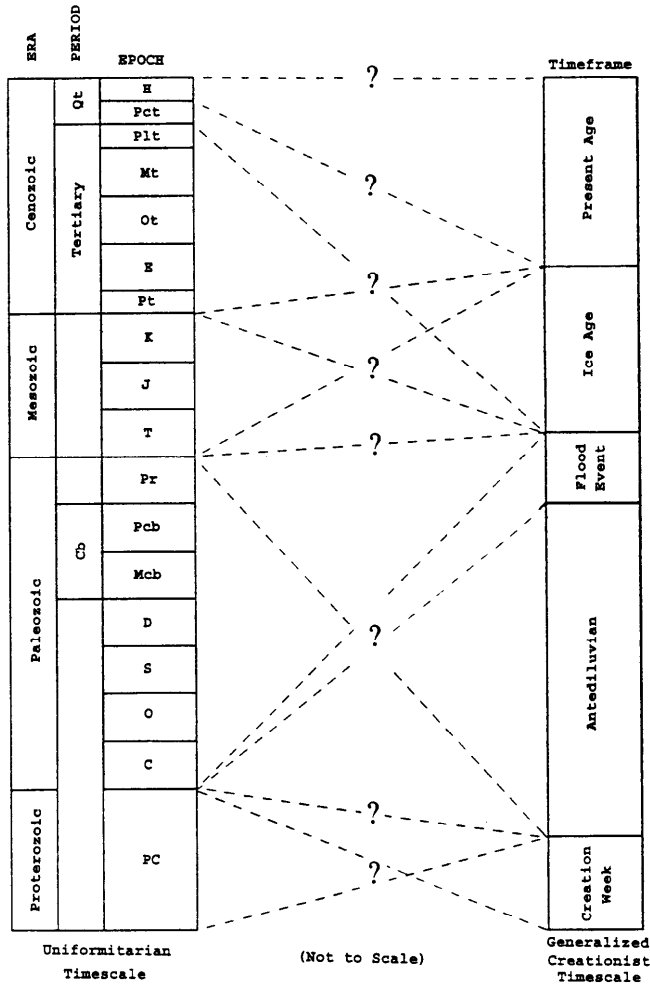 ERA
PERIOD
EPOCH
Timeframe
Cenozoic
Mesozoic
Paleozoic
Proterozoic
Qt
Tertiary
Cb
H
Pct
Plt
Mt
Ot
E
Pt
K
J
T
Pr
Pcb
Mcb
D
S
O
C
PC
?
?
?
?
?
?
?
?
Present Age
Ice Age
Flood
Event
Antediluvian
Creation
Week
Uniformitarian
Timescale
(Not to Scale)
Generalized
Creationist
Timescale